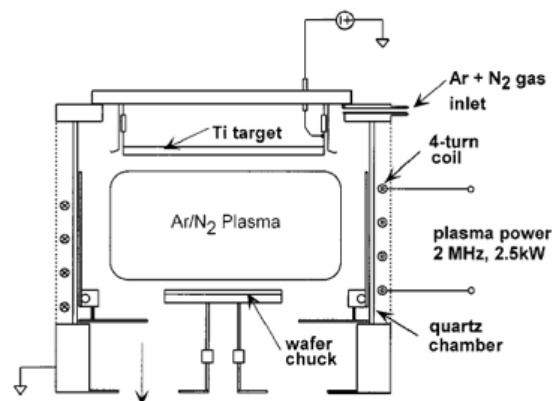 Ar + N₂ gas
inlet
Ti target
4-turn
coil
Ar/N₂ Plasma
plasma power
2 MHz, 2.5kW
wafer
chuck
quartz
chamber